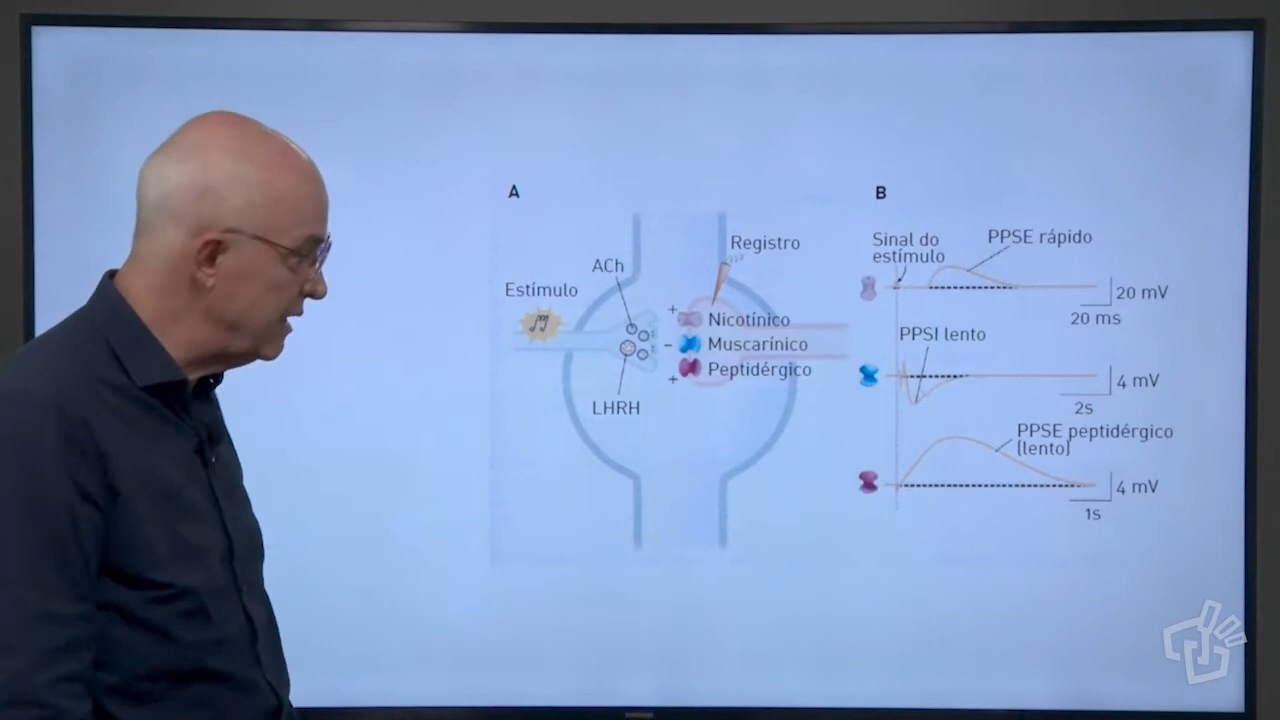 A
B
Registro
ACh
Estímulo
+
Nicotínico
−
Muscarínico
Peptidérgico
+
LHRH
Sinal do
estímulo
PPSE rápido
20 mV
20 ms
PPSI lento
4 mV
2s
PPSE peptidérgico
(lento)
4 mV
1s